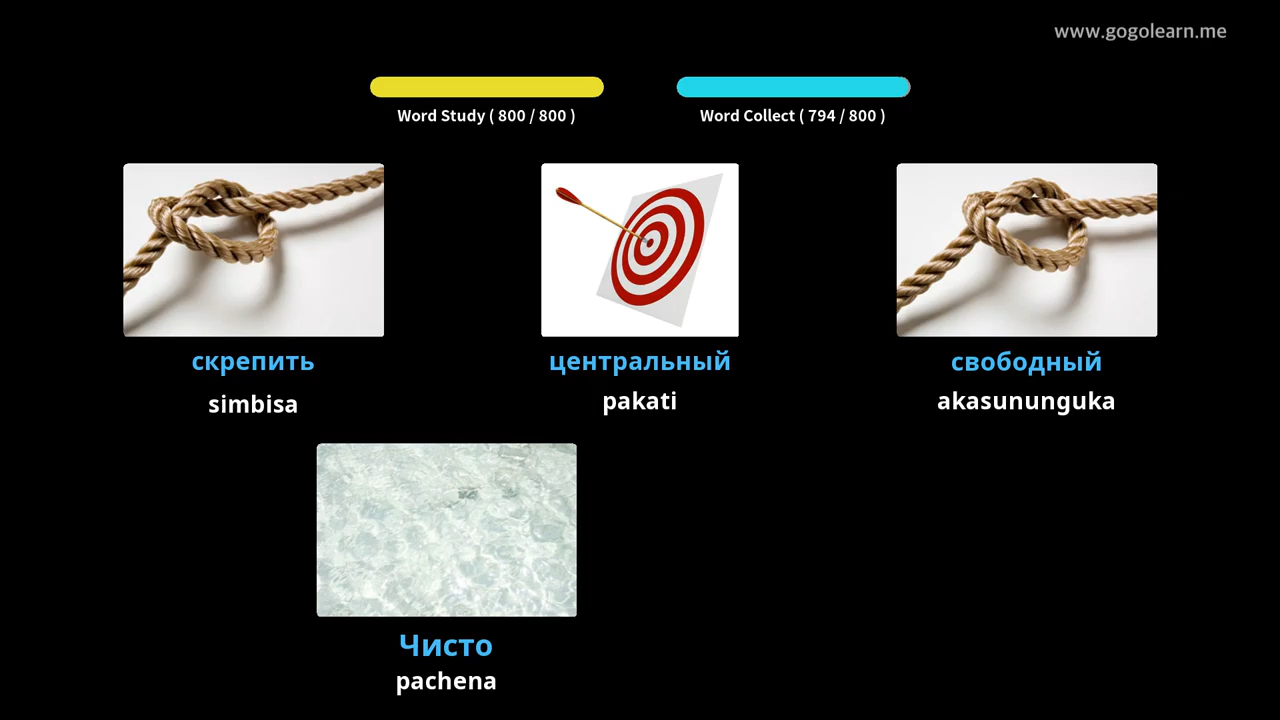 www.gogolearn.me
Word Study ( 800 / 800 )
Word Collect ( 794 / 800 )
скрепить
simbisa
центральный
pakati
свободный
akasununguka
Чисто
pachena